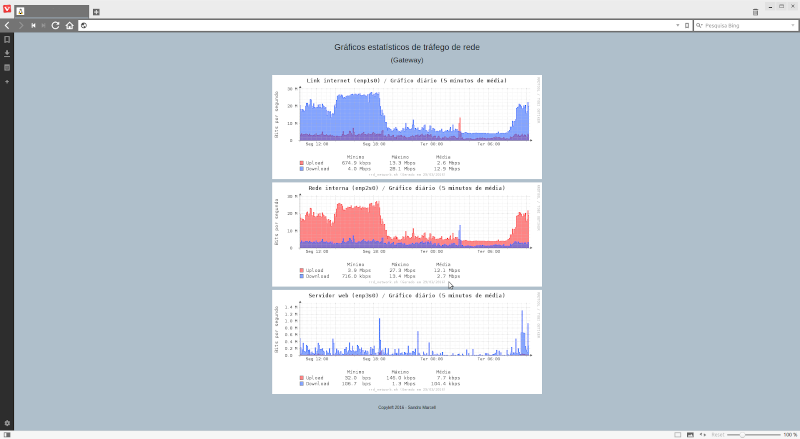 Pesquisa Bing
Gráficos estatísticos de tráfego de rede
(Gateway)
Link internet (enp1s0) / Gráfico diário (5 minutos de média)
Bits por segundo
30 M
20 M
10 M
0
Seg 12:00 Seg 18:00 Ter 00:00 Ter 06:00
Mínimo Máximo Média
Upload 674.5 kbps 13.3 Mbps 2.6 Mbps
Download 4.0 Mbps 28.1 Mbps 12.5 Mbps
Rede interna (enp2s0) / Gráfico diário (5 minutos de média)
Bits por segundo
30 M
20 M
10 M
0
Seg 12:00 Seg 18:00 Ter 00:00 Ter 06:00
Mínimo Máximo Média
Upload 3.9 Mbps 27.3 Mbps 12.1 Mbps
Download 716.0 kbps 13.4 Mbps 2.7 Mbps
Servidor web (enp3s0) / Gráfico diário (5 minutos de média)
Bits por segundo
1.4 M
1.2 M
1.0 M
0.8 M
0.6 M
0.4 M
0.2 M
0.0
Seg 12:00 Seg 18:00 Ter 00:00 Ter 06:00
Mínimo Máximo Média
Upload 32.0 bps 146.0 kbps 7.7 kbps
Download 106.7 bps 1.3 Mbps 104.4 kbps
Copyleft 2016 - Sandro Marcell
Reset
100 %